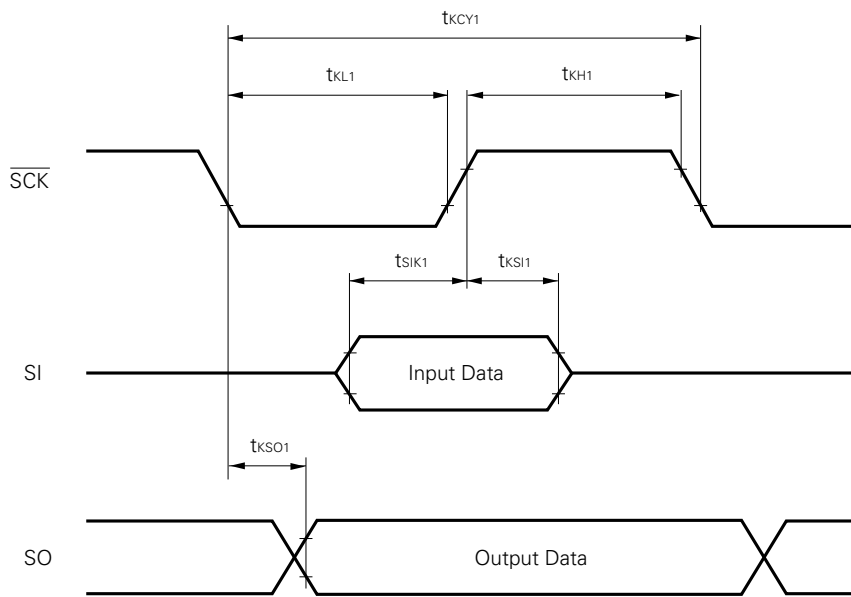 tKCY1
tKL1
tKH1
SCK
tSIK1
tKSI1
SI
Input Data
tKSO1
SO
Output Data